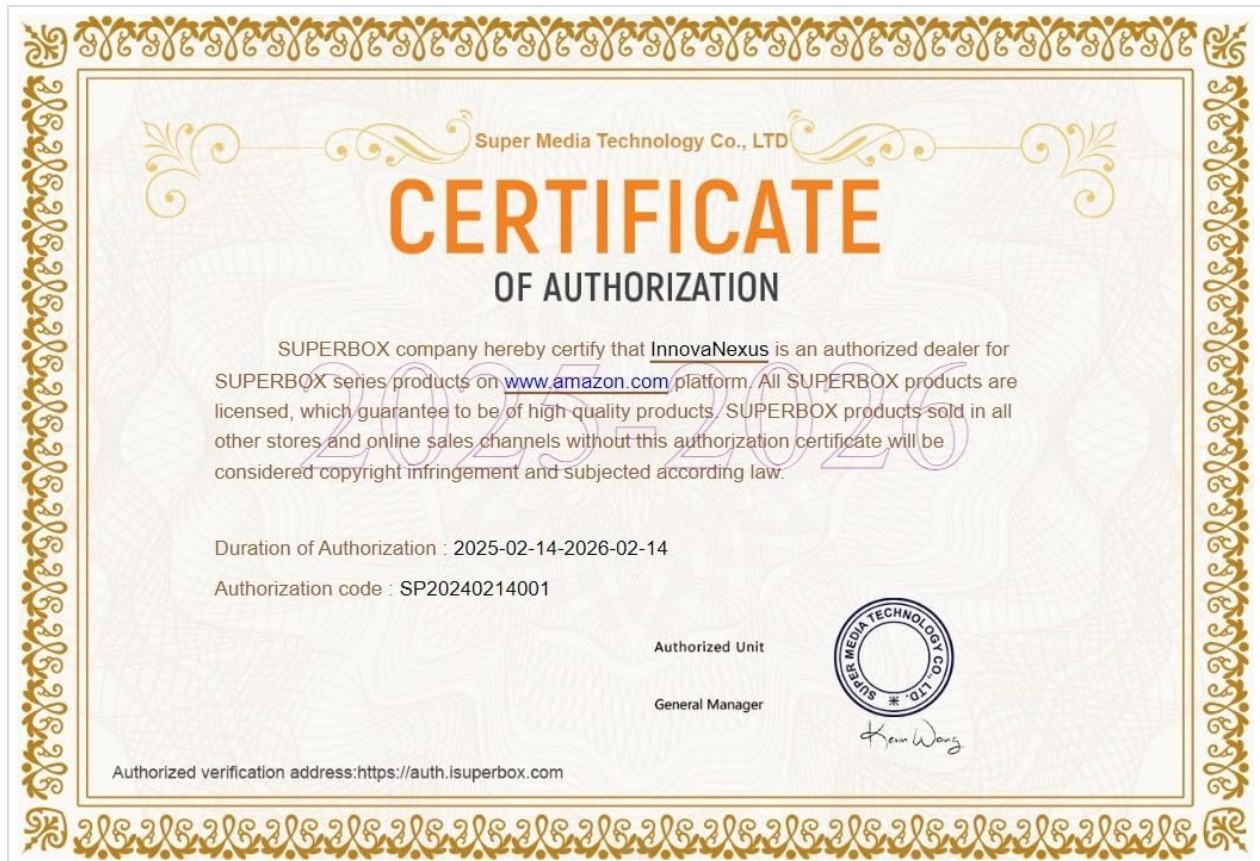 Super Media Technology Co., LTD
CERTIFICATE
OF AUTHORIZATION
SUPERBOX company hereby certify that InnovaNexus is an authorized dealer for
SUPERBOX series products on www.amazon.com platform. All SUPERBOX products are
licensed, which guarantee to be of high quality products. SUPERBOX products sold in all
other stores and online sales channels without this authorization certificate will be
considered copyright infringement and subjected according law.
2025-2026
Duration of Authorization : 2025-02-14-2026-02-14
Authorization code : SP20240214001
Authorized Unit
SUPER MEDIA TECHNOLOGY CO., LTD.
General Manager
Authorized verification address:https://auth.isuperbox.com